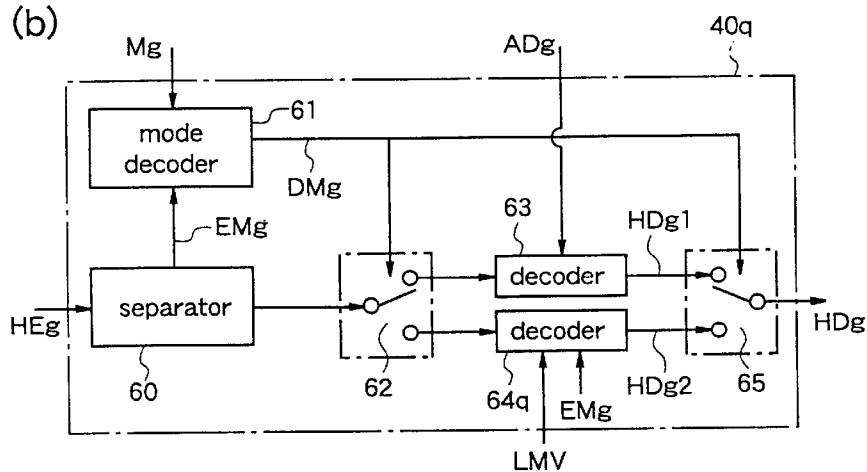 (b)
Mg
ADg
40q
61
mode
decoder
DMg
EMg
63
HDg1
decoder
separator
HEg
decoder
HDg
60
62
64q
EMg
HDg2
65
LMV